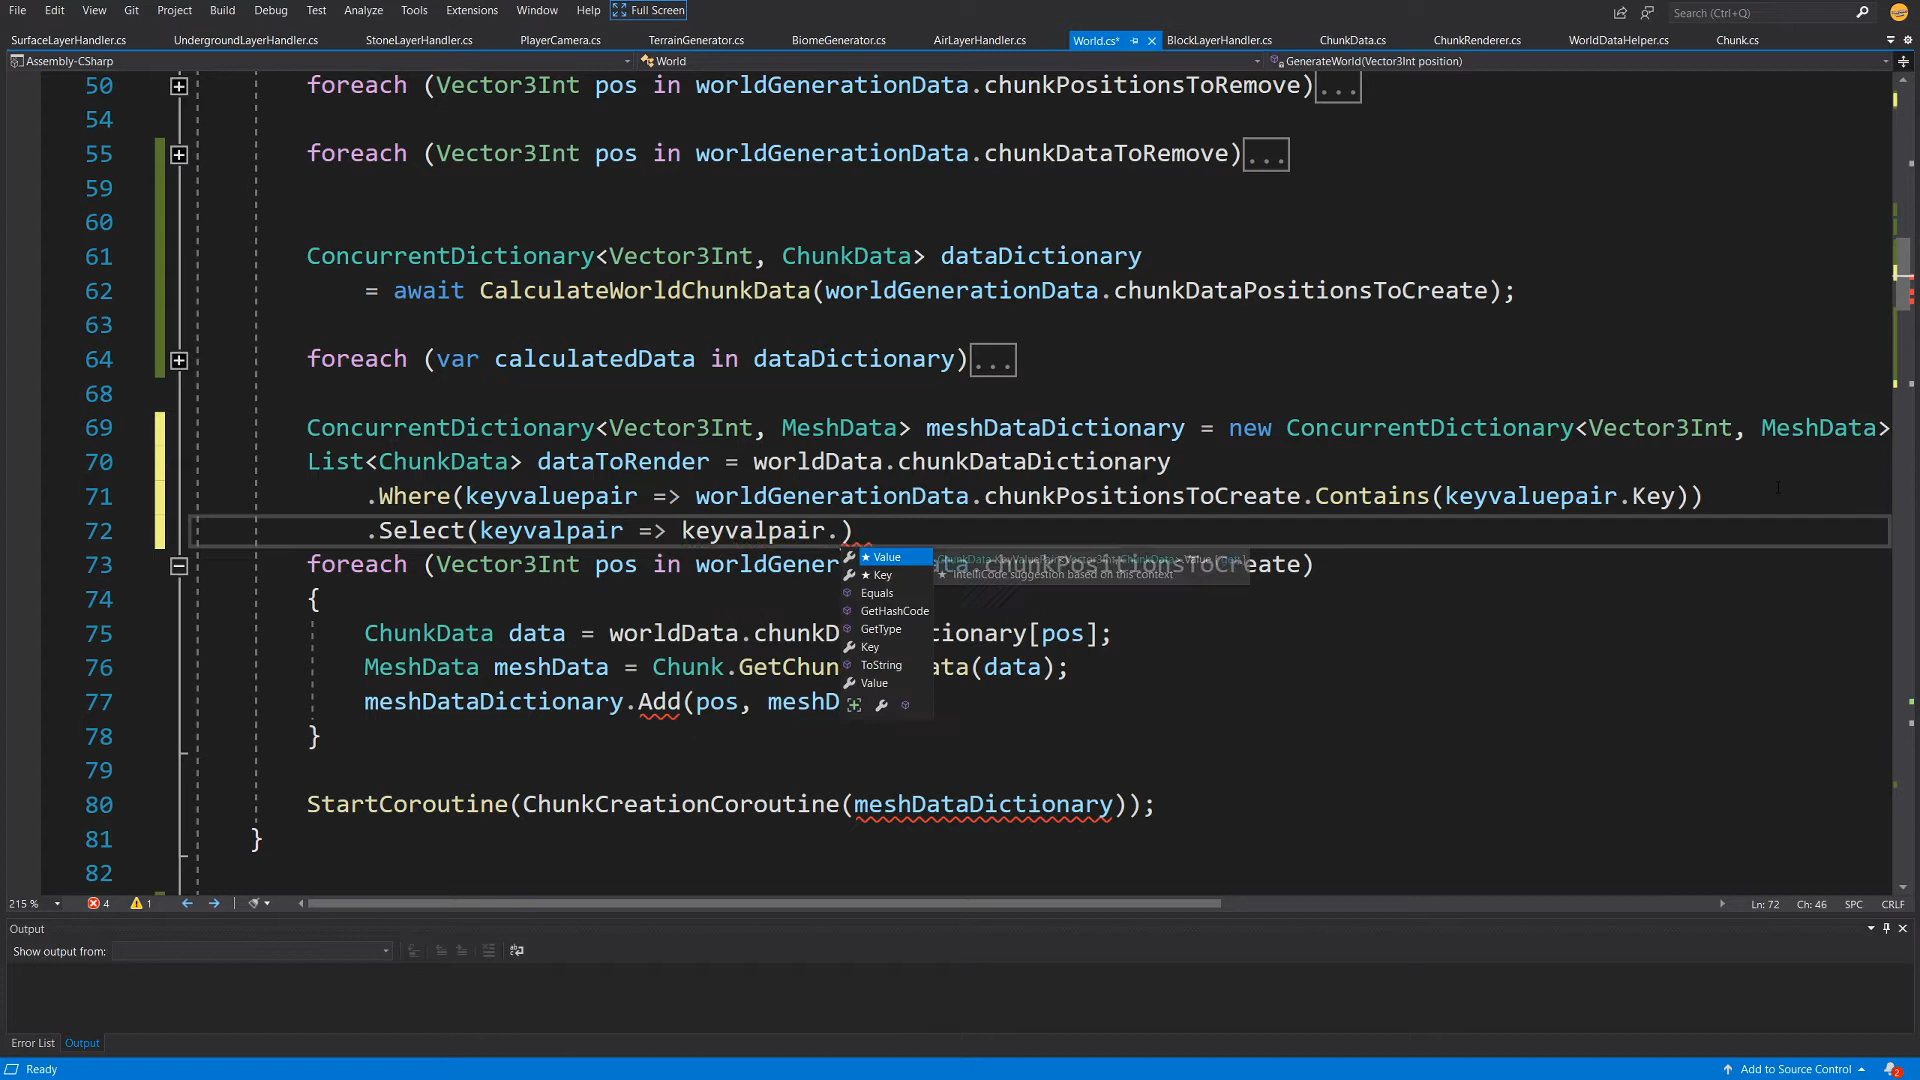 File Edit View Git Project Build Debug Test Analyze Tools Extensions Window Help Full Screen Search (Ctrl+Q)
SurfaceLayerHandler.cs UndergroundLayerHandler.cs StoneLayerHandler.cs PlayerCamera.cs TerrainGenerator.cs BiomeGenerator.cs AirLayerHandler.cs World.cs* BlockLayerHandler.cs ChunkData.cs ChunkRenderer.cs WorldDataHelper.cs Chunk.cs
Assembly-CSharp World GenerateWorld(Vector3Int position)
50 foreach (Vector3Int pos in worldGenerationData.chunkPositionsToRemove)...
54
55 foreach (Vector3Int pos in worldGenerationData.chunkDataToRemove)...
59
60
61 ConcurrentDictionary<Vector3Int, ChunkData> dataDictionary
62 = await CalculateWorldChunkData(worldGenerationData.chunkDataPositionsToCreate);
63
64 foreach (var calculatedData in dataDictionary)...
68
69 ConcurrentDictionary<Vector3Int, MeshData> meshDataDictionary = new ConcurrentDictionary<Vector3Int, MeshData>
70 List<ChunkData> dataToRender = worldData.chunkDataDictionary
71 .Where(keyvaluepair => worldGenerationData.chunkPositionsToCreate.Contains(keyvaluepair.Key))
72 .Select(keyvalpair => keyvalpair.)
★ Value
73 foreach (Vector3Int pos in worldGener ata.chunkPositionsToCreate)
★ Key ★ IntelliCode suggestion based on this context
Equals
74 {
GetHashCode
75 ChunkData data = worldData.chunkD ctionary[pos];
GetType
Key
76 MeshData meshData = Chunk.GetChun ata(data);
ToString
Value
77 meshDataDictionary.Add(pos, meshD
78 }
79
80 StartCoroutine(ChunkCreationCoroutine(meshDataDictionary));
81 }
82
215 % 4 1 Ln: 72 Ch: 46 SPC CRLF
Output
Show output from:
Error List Output
Ready Add to Source Control 2